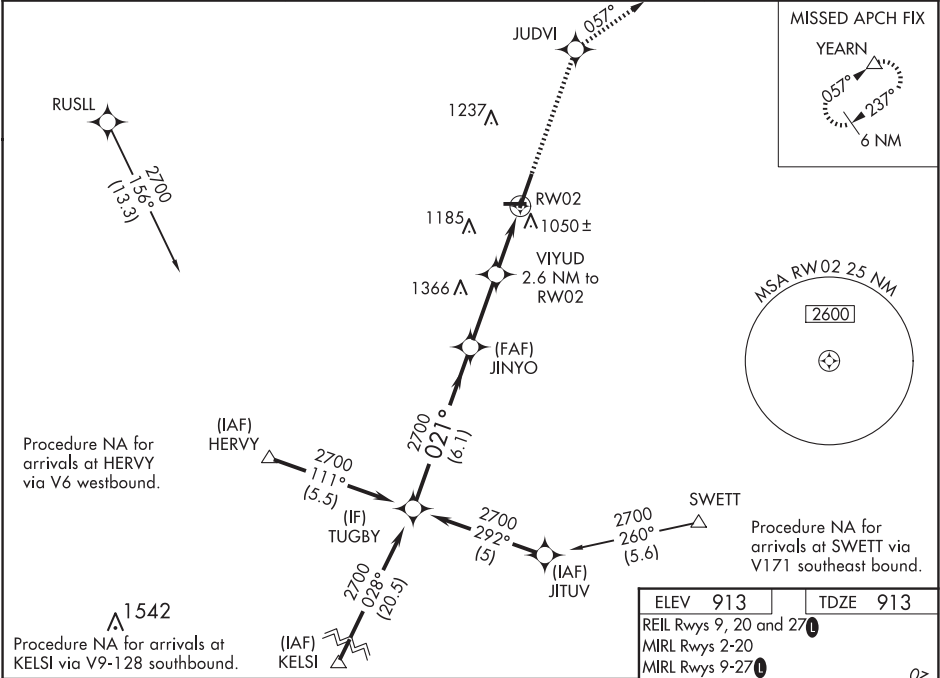 MISSED APCH FIX
YEARN
057°
237°
6 NM
JUDVI
057°
RUSLL
2700
156°
(13.3)
1237
RW02
1185
1050 ±
VIYUD
2.6 NM to
RW02
1366
MSA RW02 25 NM
2600
(FAF)
JINYO
2700
021°
(6.1)
(IAF)
HERVY
Procedure NA for
arrivals at HERVY
via V6 westbound.
2700
111°
(5.5)
(IF)
TUGBY
2700
292°
(5)
SWETT
2700
260°
(5.6)
(IAF)
JITUV
Procedure NA for
arrivals at SWETT via
V171 southeast bound.
2700
028°
(20.5)
1542
Procedure NA for arrivals at
KELSI via V9-128 southbound.
(IAF)
KELSI
ELEV 913 TDZE 913
REIL Rwys 9, 20 and 27 L
MIRL Rwys 2-20
MIRL Rwys 9-27 L